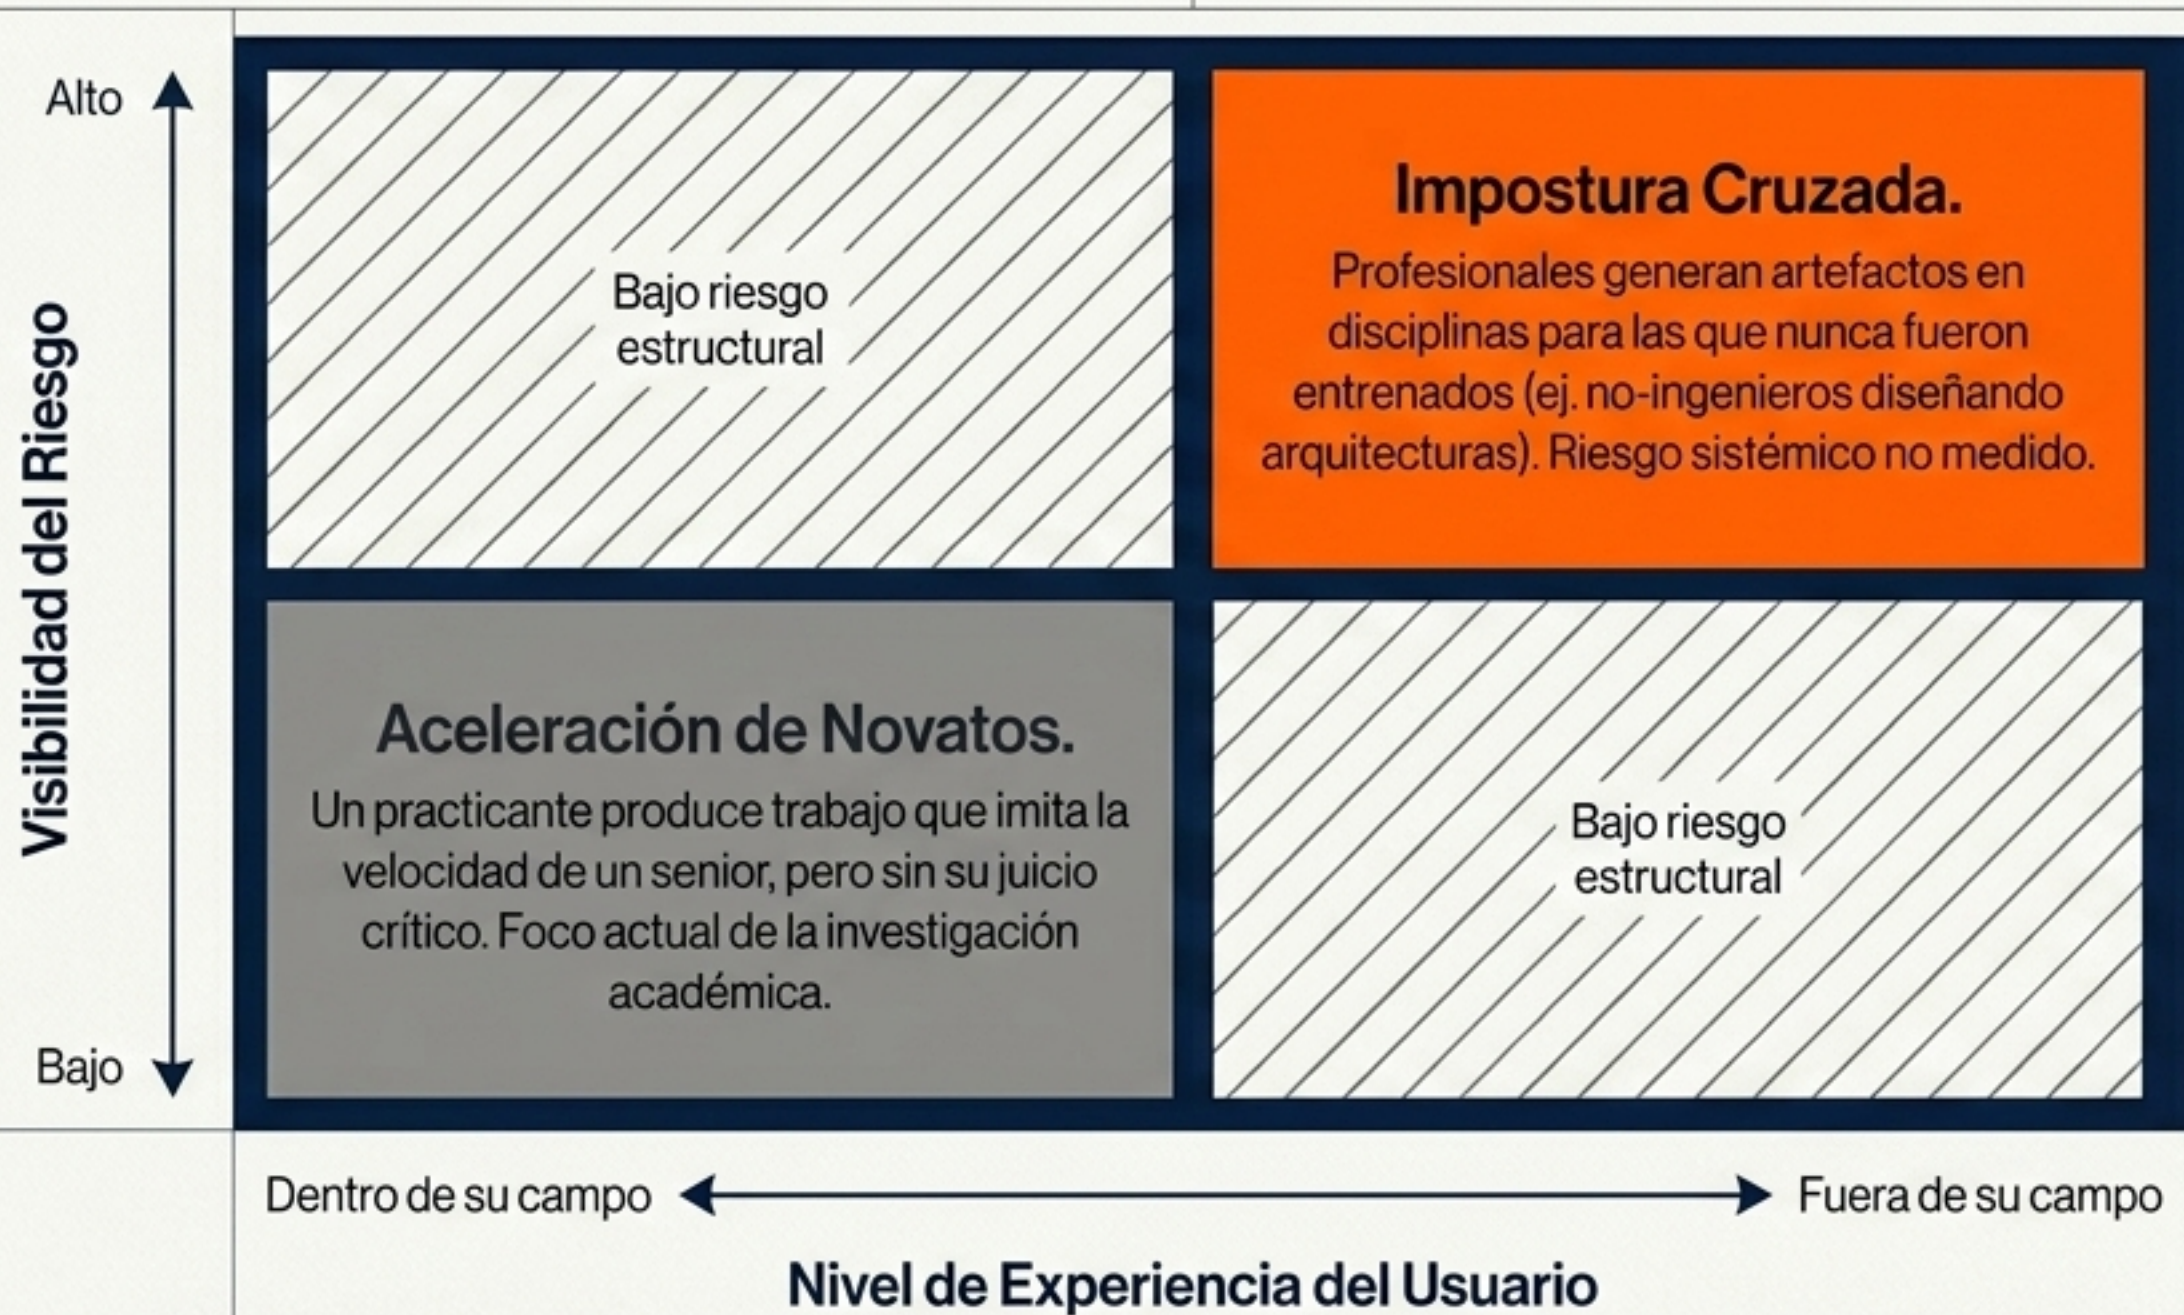 Alto
Visibilidad del Riesgo
Bajo
Bajo riesgo
estructural
Impostura Cruzada.
Profesionales generan artefactos en
disciplinas para las que nunca fueron
entrenados (ej. no-ingenieros diseñando
arquitecturas). Riesgo sistémico no medido.
Aceleración de Novatos.
Un practicante produce trabajo que imita la
velocidad de un senior, pero sin su juicio
crítico. Foco actual de la investigación
académica.
Bajo riesgo
estructural
Dentro de su campo
Fuera de su campo
Nivel de Experiencia del Usuario